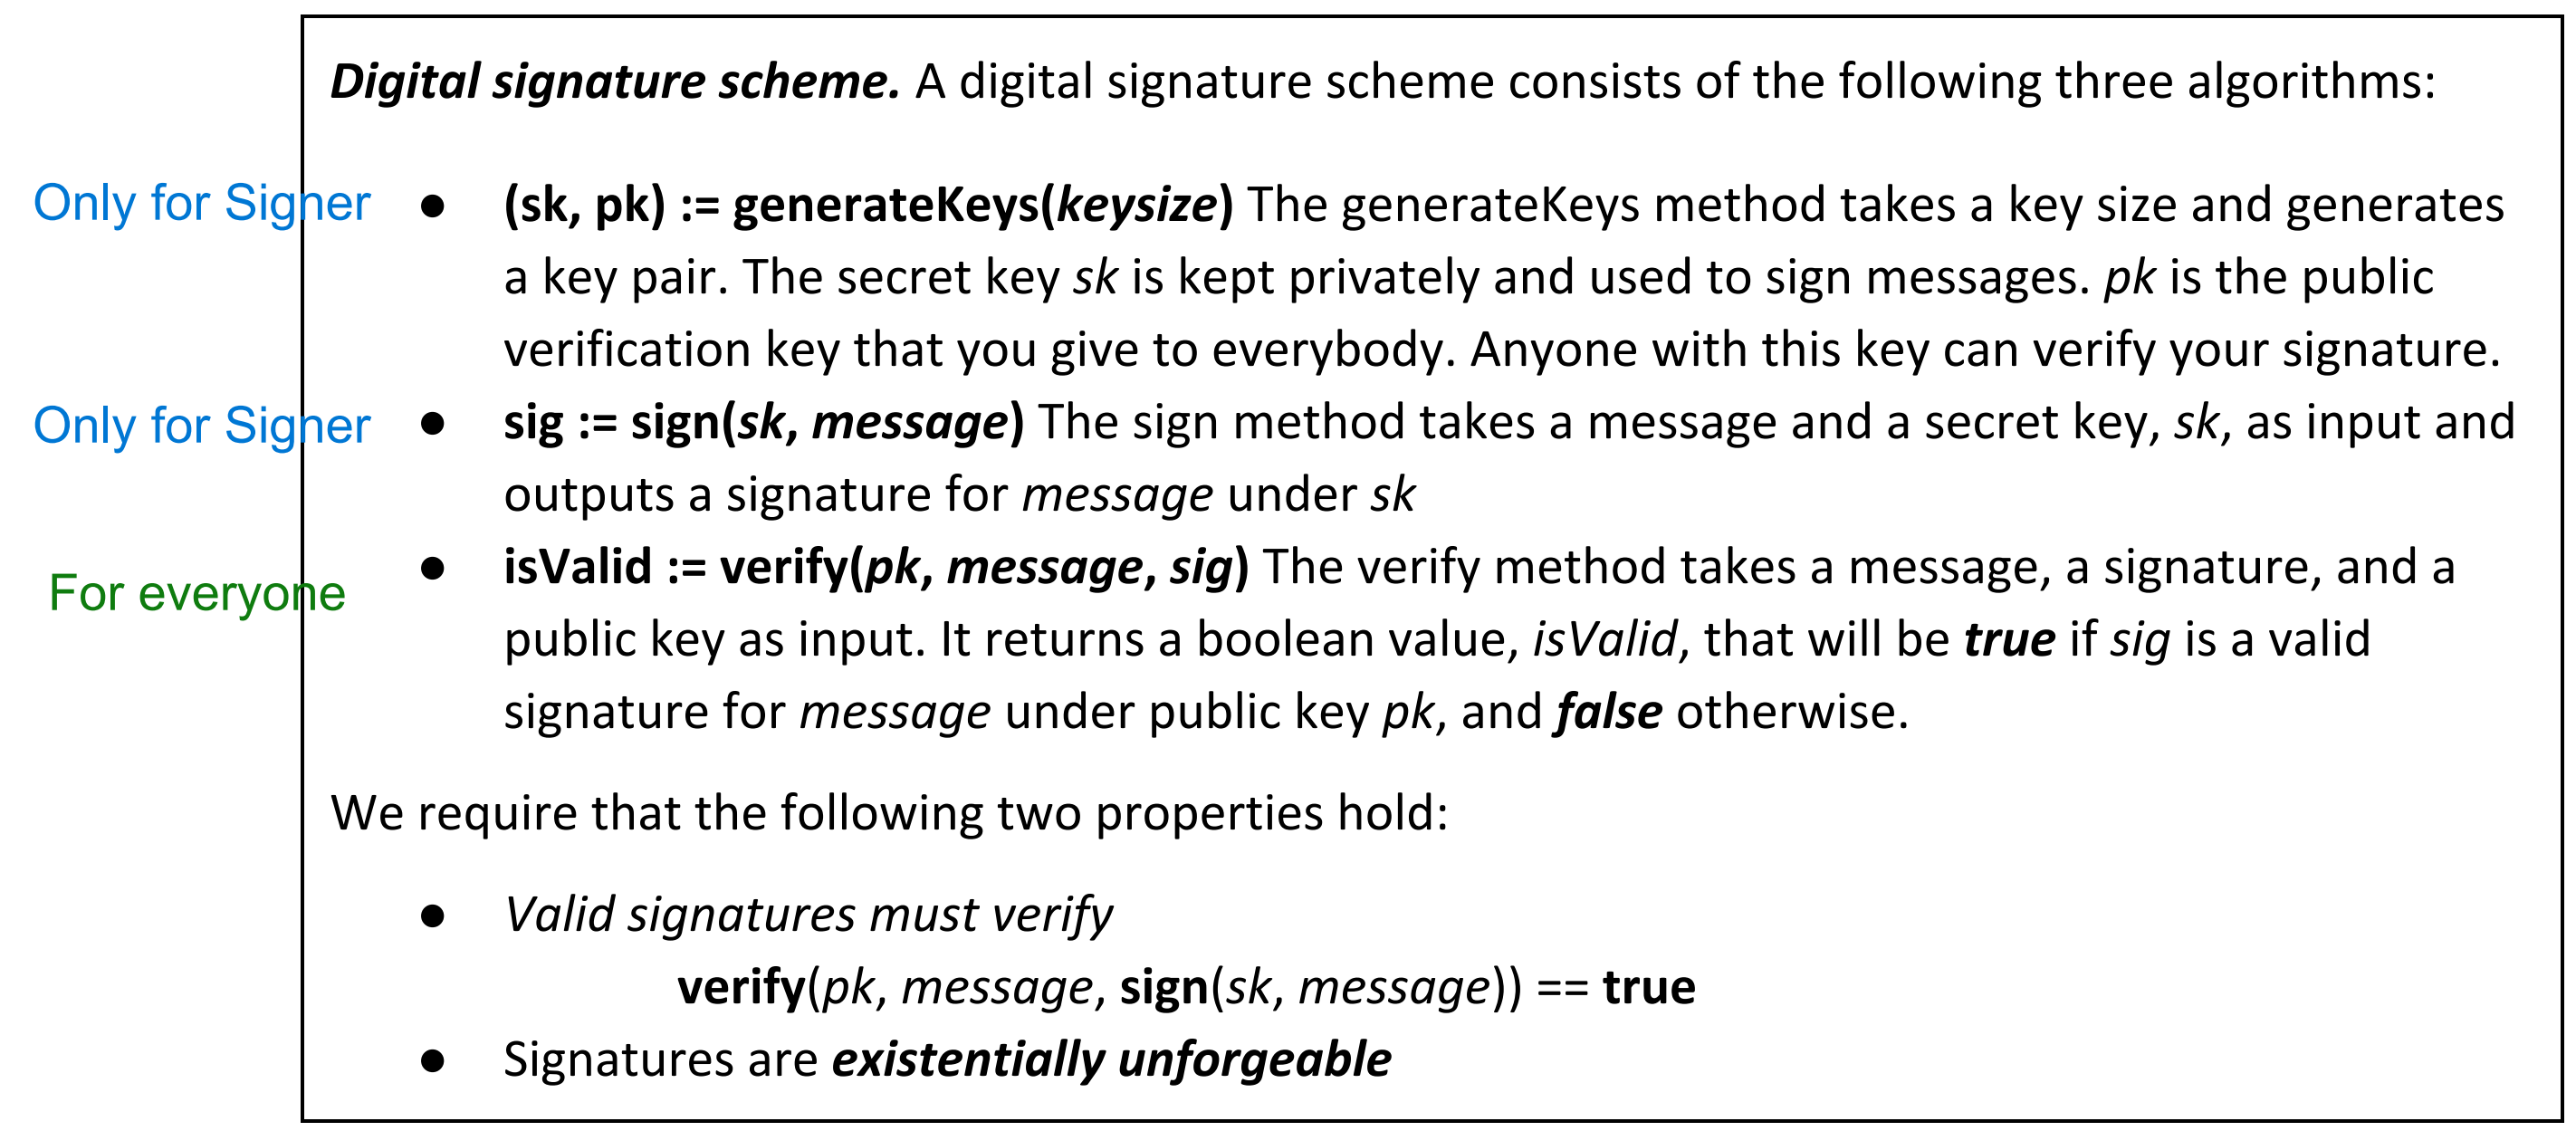 Digital signature scheme. A digital signature scheme consists of the following three algorithms:
Only for Signer
● (sk, pk) := generateKeys(keysize) The generateKeys method takes a key size and generates
a key pair. The secret key sk is kept privately and used to sign messages. pk is the public
verification key that you give to everybody. Anyone with this key can verify your signature.
Only for Signer
● sig := sign(sk, message) The sign method takes a message and a secret key, sk, as input and
outputs a signature for message under sk
For everyone
● isValid := verify(pk, message, sig) The verify method takes a message, a signature, and a
public key as input. It returns a boolean value, isValid, that will be true if sig is a valid
signature for message under public key pk, and false otherwise.
We require that the following two properties hold:
● Valid signatures must verify
verify(pk, message, sign(sk, message)) == true
● Signatures are existentially unforgeable